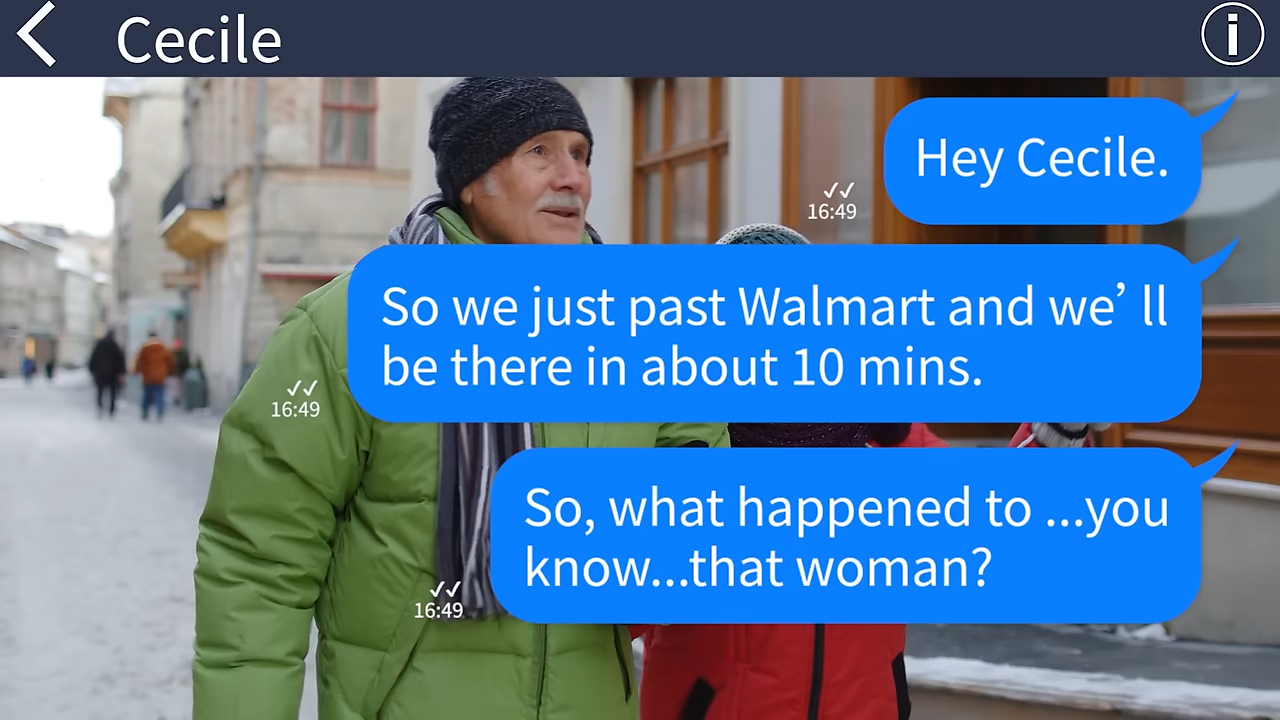 Cecile
Hey Cecile.
16:49
So we just past Walmart and we’ ll
be there in about 10 mins.
16:49
So, what happened to ...you
know...that woman?
16:49